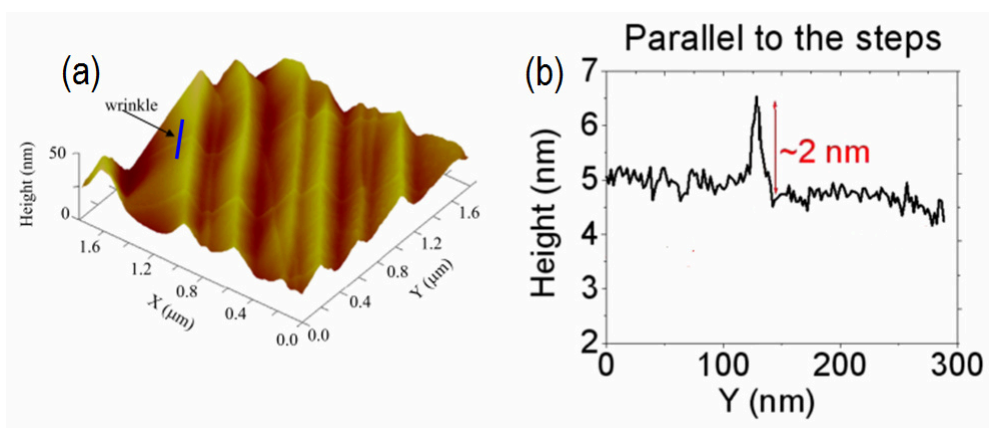 (a)
wrinkle
Height (nm)
50
0
1.6
1.2
0.8
0.4
0.0
X (μm)
0.0
0.4
0.8
1.2
1.6
Y (μm)
(b)
Parallel to the steps
Height (nm)
7
6
5
4
3
2
~2 nm
0 100 200 300
Y (nm)